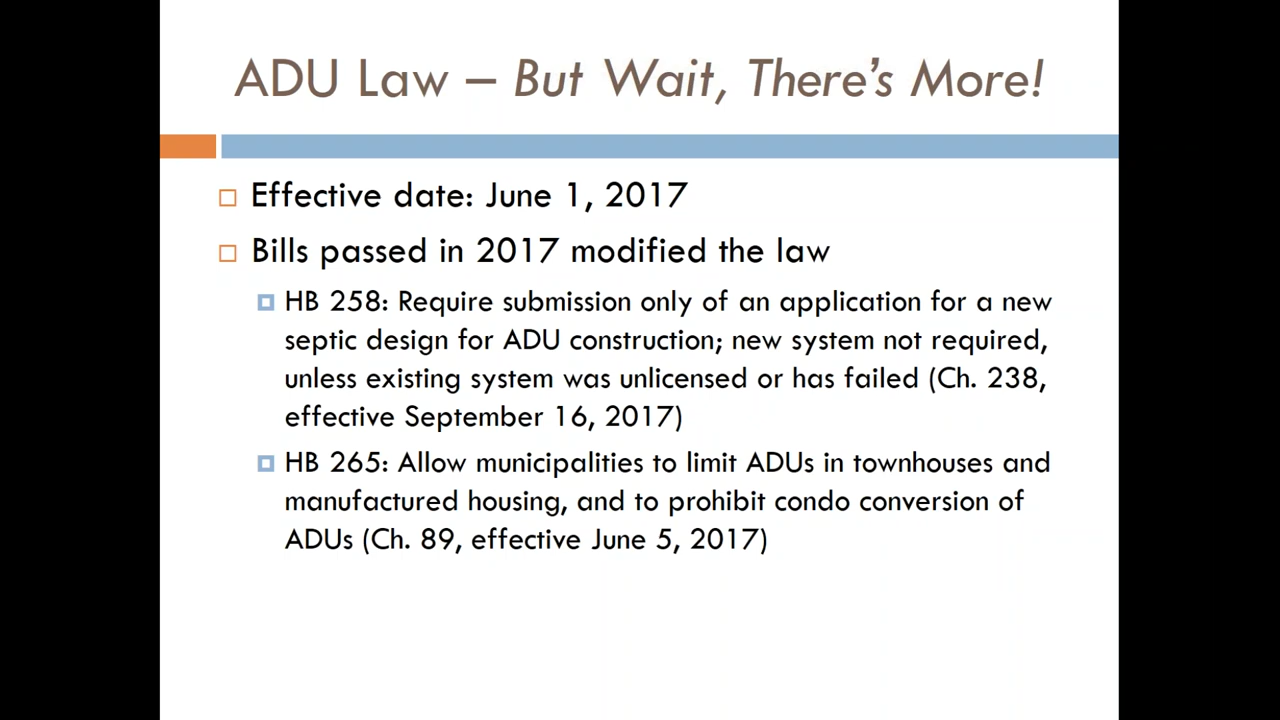 ADU Law – But Wait, There's More!
Effective date: June 1, 2017
Bills passed in 2017 modified the law
HB 258: Require submission only of an application for a new
septic design for ADU construction; new system not required,
unless existing system was unlicensed or has failed (Ch. 238,
effective September 16, 2017)
HB 265: Allow municipalities to limit ADUs in townhouses and
manufactured housing, and to prohibit condo conversion of
ADUs (Ch. 89, effective June 5, 2017)